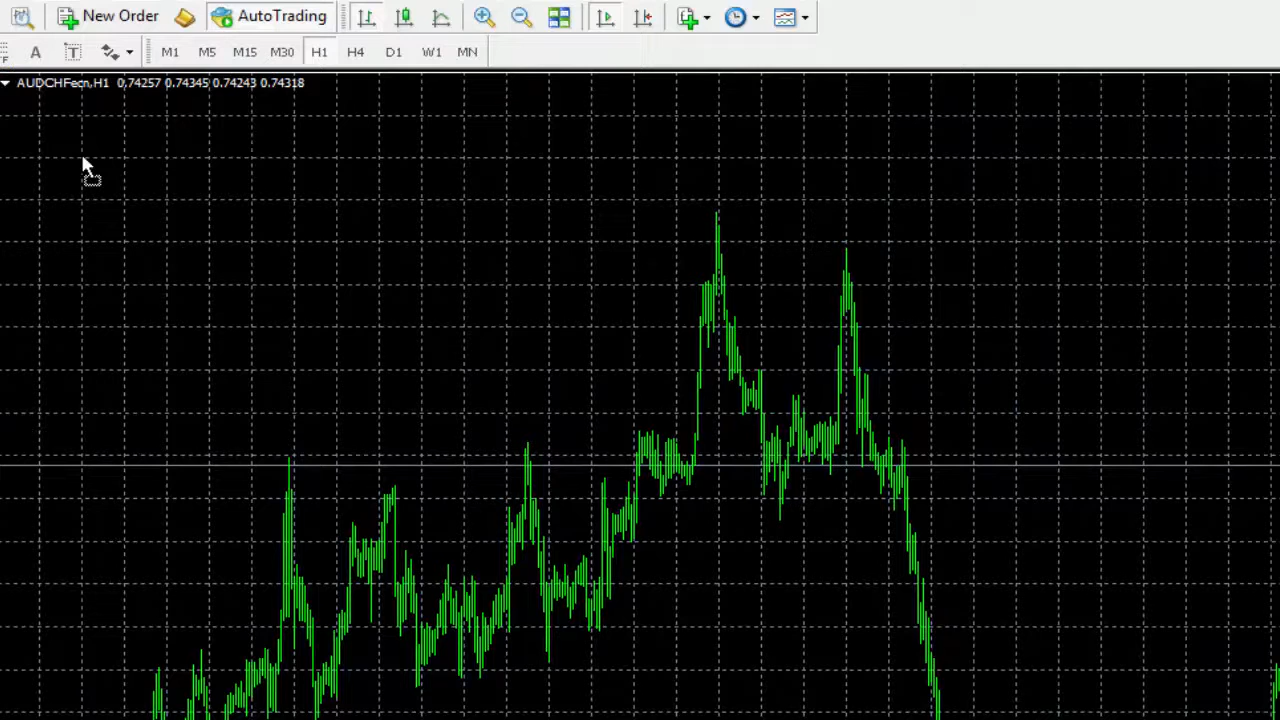 New Order AutoTrading
A T M1 M5 M15 M30 H1 H4 D1 W1 MN
AUDCHFecn,H1 0.74257 0.74345 0.74243 0.74318